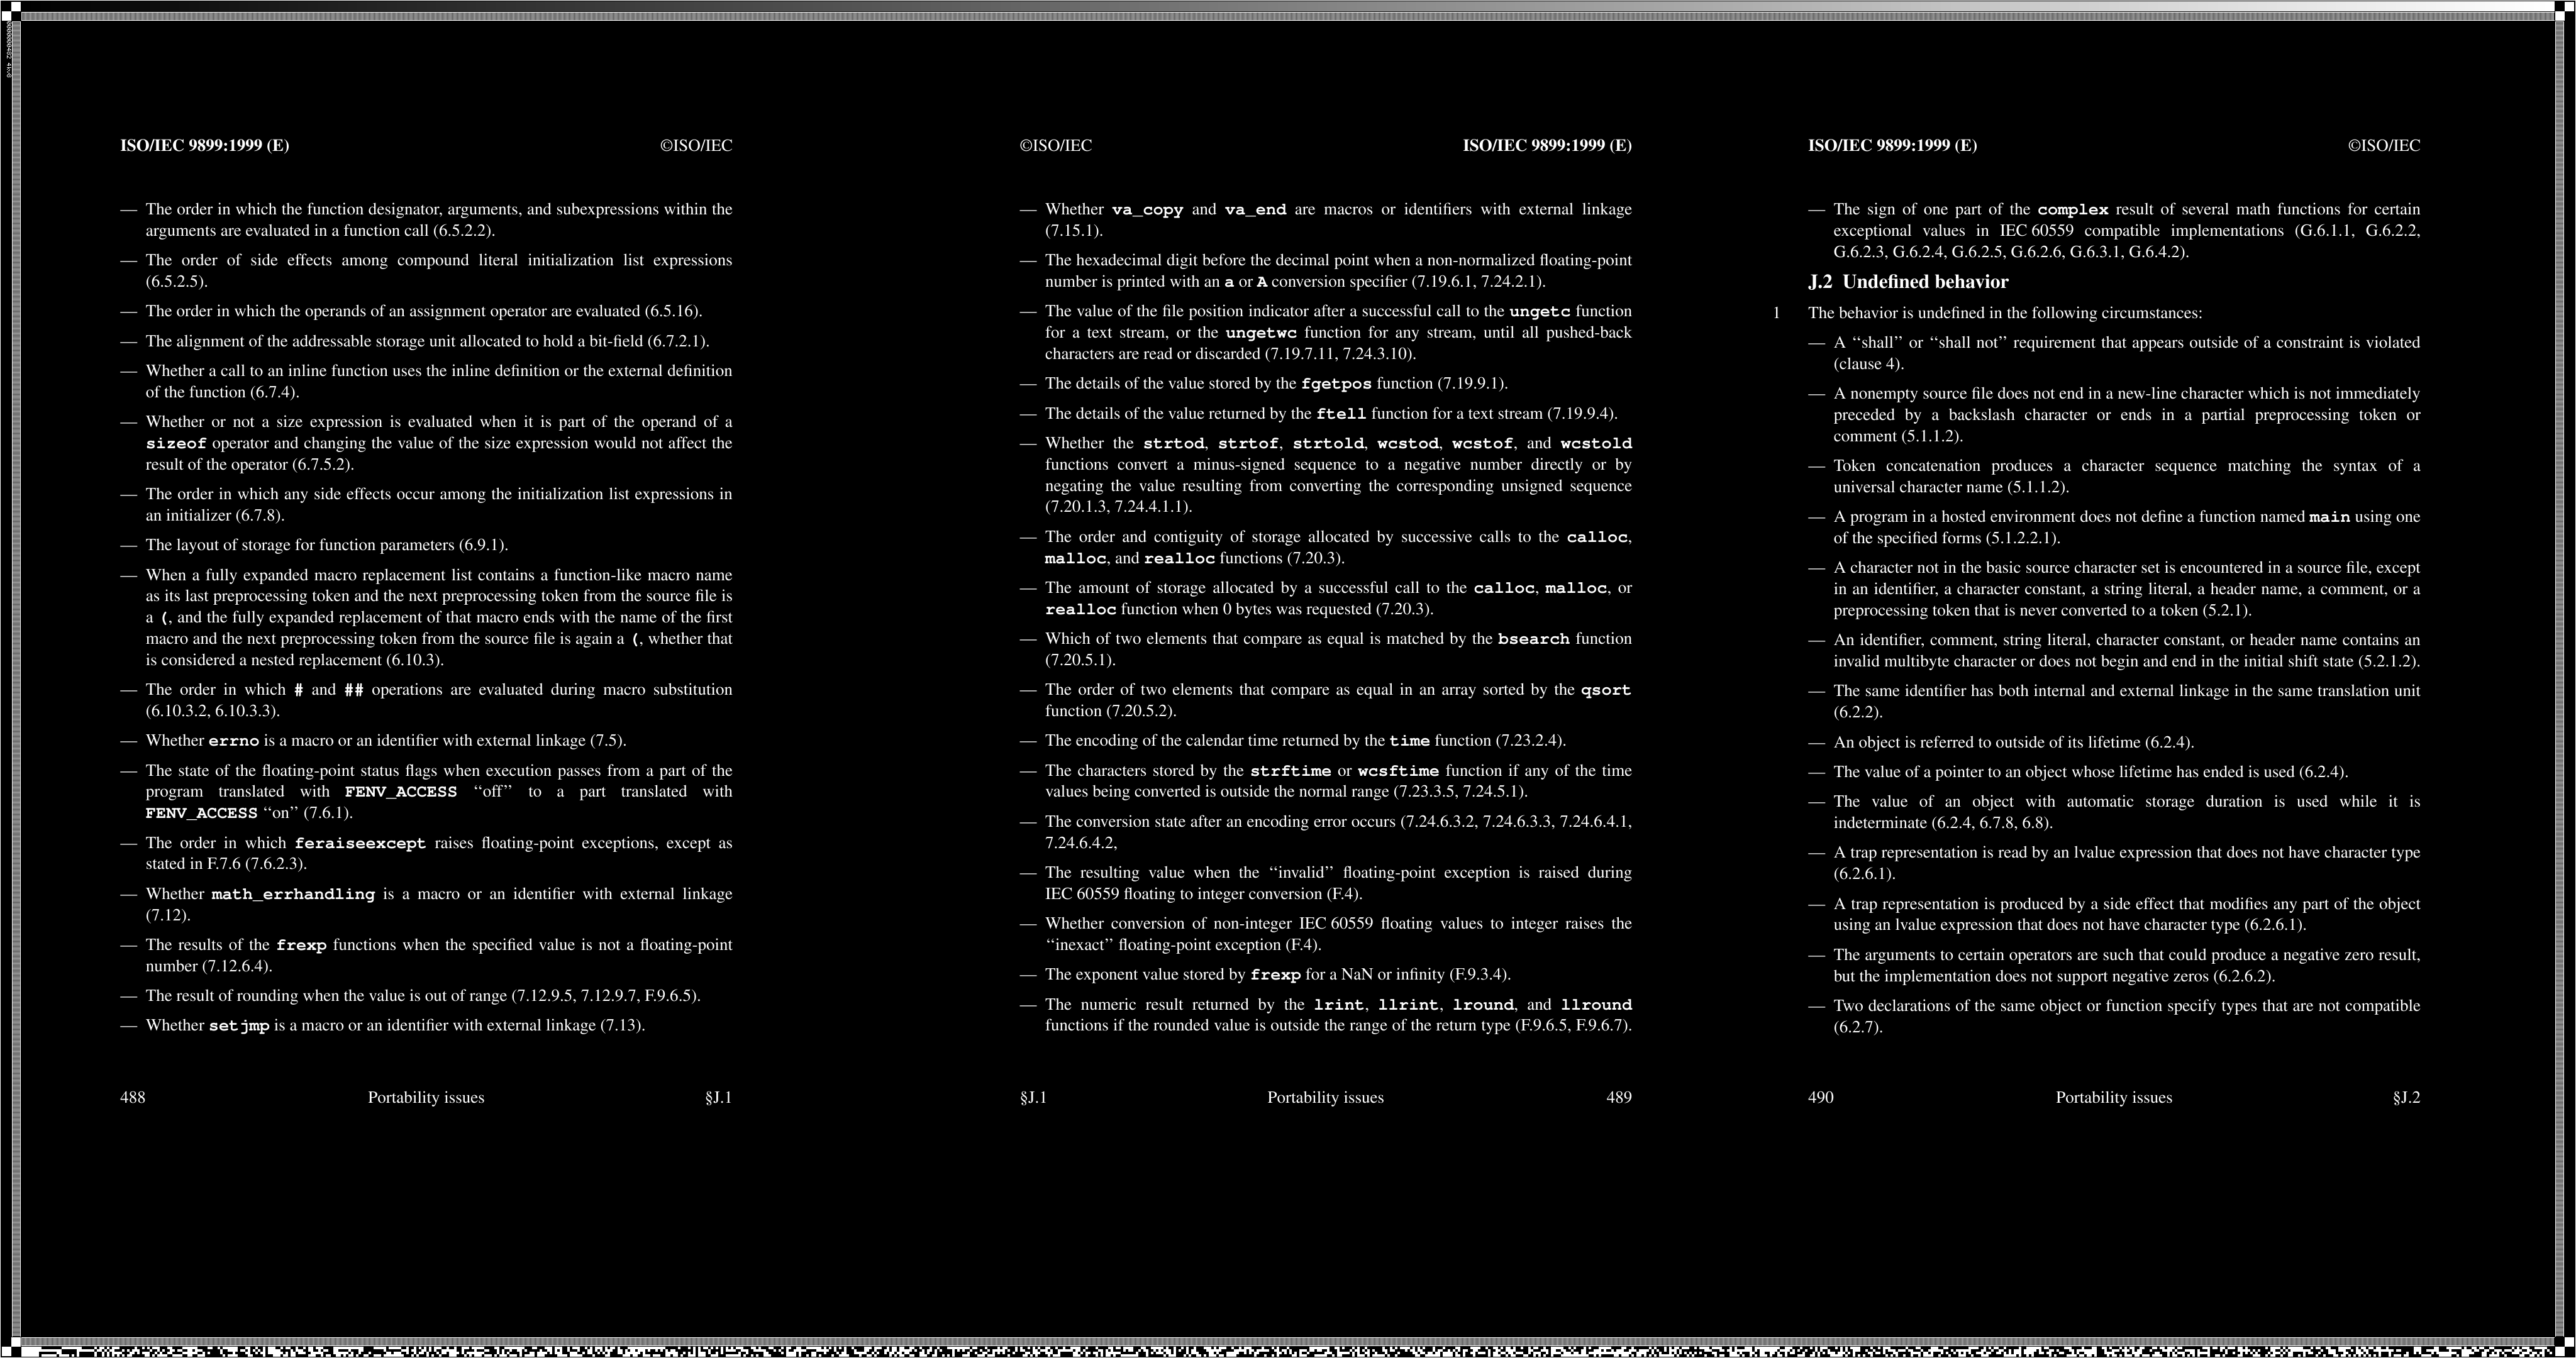 ISO/IEC 9899:1999 (E) ©ISO/IEC
— The order in which the function designator, arguments, and subexpressions within the
arguments are evaluated in a function call (6.5.2.2).
— The order of side effects among compound literal initialization list expressions
(6.5.2.5).
— The order in which the operands of an assignment operator are evaluated (6.5.16).
— The alignment of the addressable storage unit allocated to hold a bit-field (6.7.2.1).
— Whether a call to an inline function uses the inline definition or the external definition
of the function (6.7.4).
— Whether or not a size expression is evaluated when it is part of the operand of a
sizeof operator and changing the value of the size expression would not affect the
result of the operator (6.7.5.2).
— The order in which any side effects occur among the initialization list expressions in
an initializer (6.7.8).
— The layout of storage for function parameters (6.9.1).
— When a fully expanded macro replacement list contains a function-like macro name
as its last preprocessing token and the next preprocessing token from the source file is
a (, and the fully expanded replacement of that macro ends with the name of the first
macro and the next preprocessing token from the source file is again a (, whether that
is considered a nested replacement (6.10.3).
— The order in which # and ## operations are evaluated during macro substitution
(6.10.3.2, 6.10.3.3).
— Whether errno is a macro or an identifier with external linkage (7.5).
— The state of the floating-point status flags when execution passes from a part of the
program translated with FENV_ACCESS ‘‘off’’ to a part translated with
FENV_ACCESS ‘‘on’’ (7.6.1).
— The order in which feraiseexcept raises floating-point exceptions, except as
stated in F.7.6 (7.6.2.3).
— Whether math_errhandling is a macro or an identifier with external linkage
(7.12).
— The results of the frexp functions when the specified value is not a floating-point
number (7.12.6.4).
— The result of rounding when the value is out of range (7.12.9.5, 7.12.9.7, F.9.6.5).
— Whether setjmp is a macro or an identifier with external linkage (7.13).
488 Portability issues §J.1
©ISO/IEC ISO/IEC 9899:1999 (E)
— Whether va_copy and va_end are macros or identifiers with external linkage
(7.15.1).
— The hexadecimal digit before the decimal point when a non-normalized floating-point
number is printed with an a or A conversion specifier (7.19.6.1, 7.24.2.1).
— The value of the file position indicator after a successful call to the ungetc function
for a text stream, or the ungetwc function for any stream, until all pushed-back
characters are read or discarded (7.19.7.11, 7.24.3.10).
— The details of the value stored by the fgetpos function (7.19.9.1).
— The details of the value returned by the ftell function for a text stream (7.19.9.4).
— Whether the strtod, strtof, strtold, wcstod, wcstof, and wcstold
functions convert a minus-signed sequence to a negative number directly or by
negating the value resulting from converting the corresponding unsigned sequence
(7.20.1.3, 7.24.4.1.1).
— The order and contiguity of storage allocated by successive calls to the calloc,
malloc, and realloc functions (7.20.3).
— The amount of storage allocated by a successful call to the calloc, malloc, or
realloc function when 0 bytes was requested (7.20.3).
— Which of two elements that compare as equal is matched by the bsearch function
(7.20.5.1).
— The order of two elements that compare as equal in an array sorted by the qsort
function (7.20.5.2).
— The encoding of the calendar time returned by the time function (7.23.2.4).
— The characters stored by the strftime or wcsftime function if any of the time
values being converted is outside the normal range (7.23.3.5, 7.24.5.1).
— The conversion state after an encoding error occurs (7.24.6.3.2, 7.24.6.3.3, 7.24.6.4.1,
7.24.6.4.2,
— The resulting value when the ‘‘invalid’’ floating-point exception is raised during
IEC 60559 floating to integer conversion (F.4).
— Whether conversion of non-integer IEC 60559 floating values to integer raises the
‘‘inexact’’ floating-point exception (F.4).
— The exponent value stored by frexp for a NaN or infinity (F.9.3.4).
— The numeric result returned by the lrint, llrint, lround, and llround
functions if the rounded value is outside the range of the return type (F.9.6.5, F.9.6.7).
§J.1 Portability issues 489
ISO/IEC 9899:1999 (E) ©ISO/IEC
— The sign of one part of the complex result of several math functions for certain
exceptional values in IEC 60559 compatible implementations (G.6.1.1, G.6.2.2,
G.6.2.3, G.6.2.4, G.6.2.5, G.6.2.6, G.6.3.1, G.6.4.2).
J.2 Undefined behavior
1 The behavior is undefined in the following circumstances:
— A ‘‘shall’’ or ‘‘shall not’’ requirement that appears outside of a constraint is violated
(clause 4).
— A nonempty source file does not end in a new-line character which is not immediately
preceded by a backslash character or ends in a partial preprocessing token or
comment (5.1.1.2).
— Token concatenation produces a character sequence matching the syntax of a
universal character name (5.1.1.2).
— A program in a hosted environment does not define a function named main using one
of the specified forms (5.1.2.2.1).
— A character not in the basic source character set is encountered in a source file, except
in an identifier, a character constant, a string literal, a header name, a comment, or a
preprocessing token that is never converted to a token (5.2.1).
— An identifier, comment, string literal, character constant, or header name contains an
invalid multibyte character or does not begin and end in the initial shift state (5.2.1.2).
— The same identifier has both internal and external linkage in the same translation unit
(6.2.2).
— An object is referred to outside of its lifetime (6.2.4).
— The value of a pointer to an object whose lifetime has ended is used (6.2.4).
— The value of an object with automatic storage duration is used while it is
indeterminate (6.2.4, 6.7.8, 6.8).
— A trap representation is read by an lvalue expression that does not have character type
(6.2.6.1).
— A trap representation is produced by a side effect that modifies any part of the object
using an lvalue expression that does not have character type (6.2.6.1).
— The arguments to certain operators are such that could produce a negative zero result,
but the implementation does not support negative zeros (6.2.6.2).
— Two declarations of the same object or function specify types that are not compatible
(6.2.7).
490 Portability issues §J.2